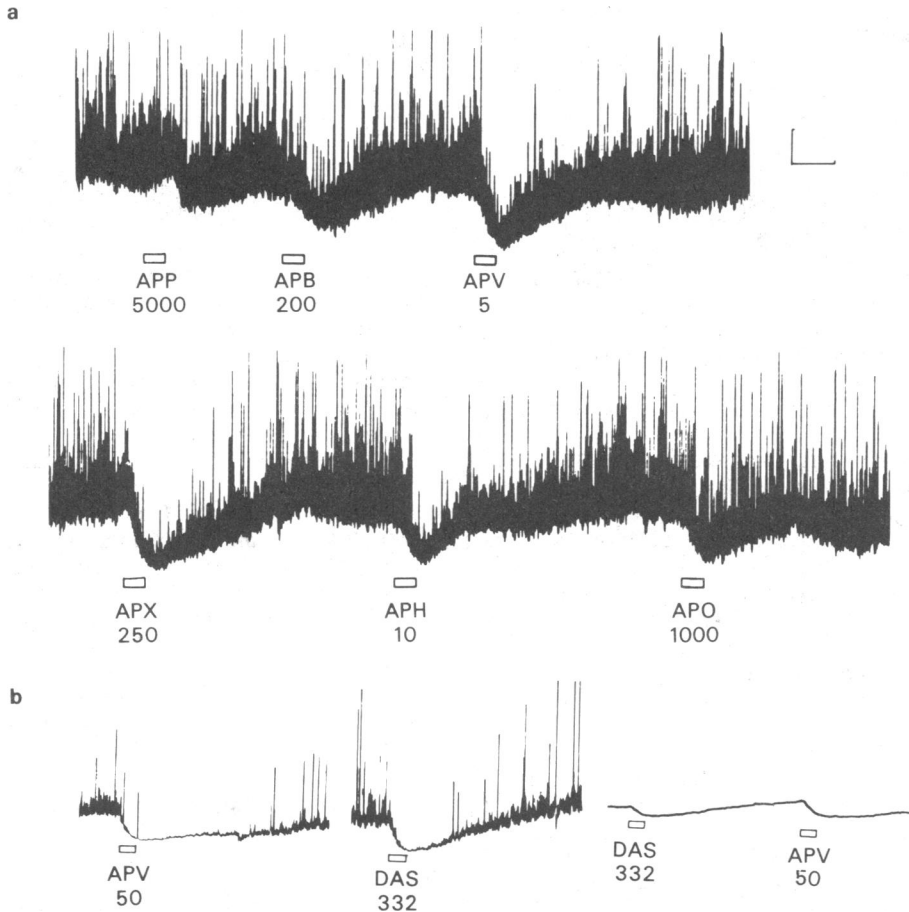 a
APP APB APV
5000 200 5
APX APH APO
250 10 1000
b
APV DAS DAS APV
50 332 332 50